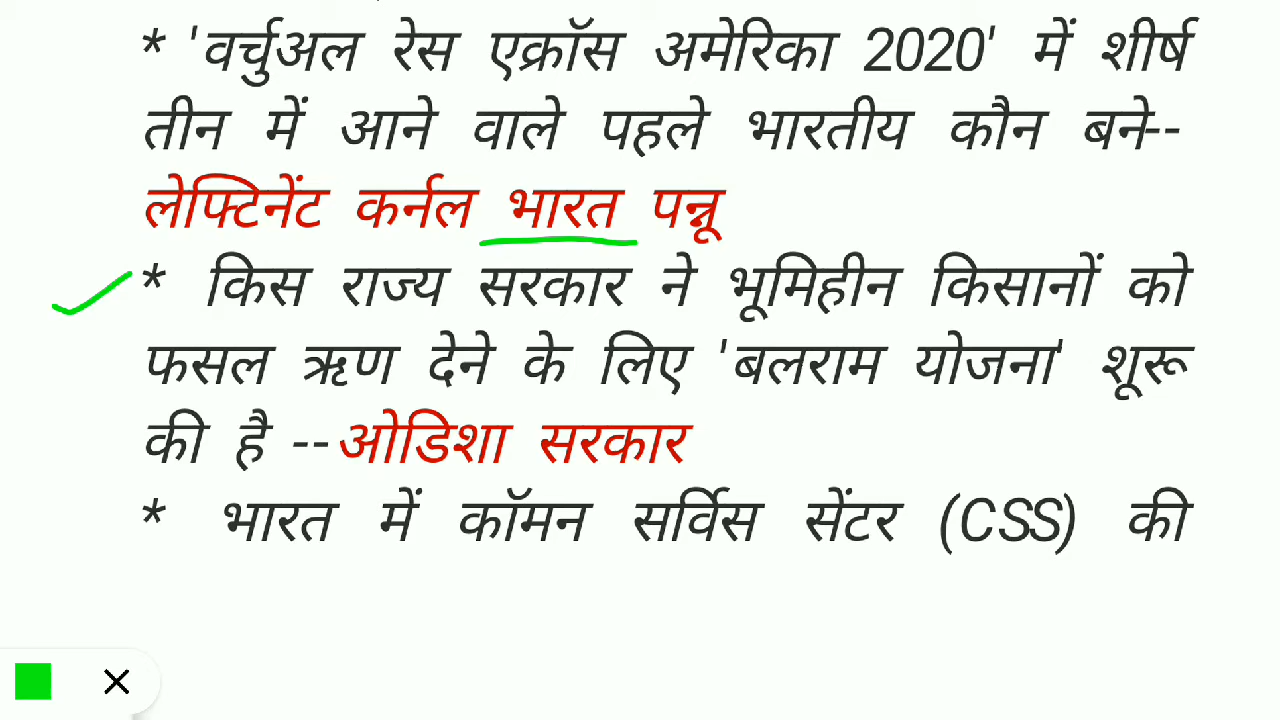 * 'वर्चुअल रेस एक्रॉस अमेरिका 2020' में शीर्ष
तीन में आने वाले पहले भारतीय कौन बने--
लेफ्टिनेंट कर्नल भारत पन्नू
* किस राज्य सरकार ने भूमिहीन किसानों को
फसल ऋण देने के लिए 'बलराम योजना' शूरू
की है --ओडिशा सरकार
* भारत में कॉमन सर्विस सेंटर (CSS) की